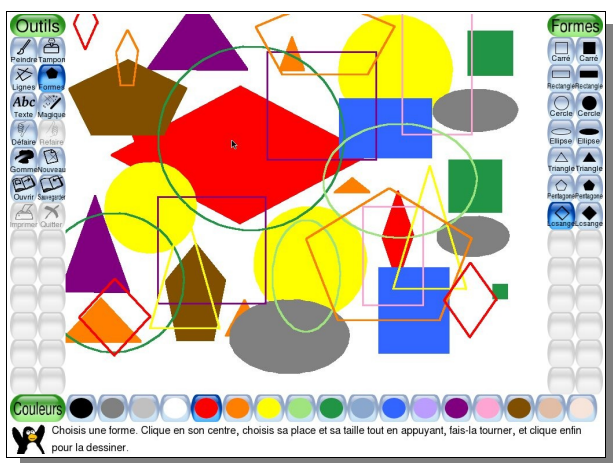 Outils
Formes
Peindre Tampon
Lignes Formes
Abc
Texte Magique
Défaire Refaire
Gomme Nouveau
Ouvrir Sauvegarder
Imprimer Quitter
Carré Carré
Rectangle Rectangle
Cercle Cercle
Ellipse Ellipse
Triangle Triangle
Pentagone Pentagone
Losange Losange
Couleurs
Choisis une forme. Clique en son centre, choisis sa place et sa taille tout en appuyant, fais-la tourner, et clique enfin
pour la dessiner.